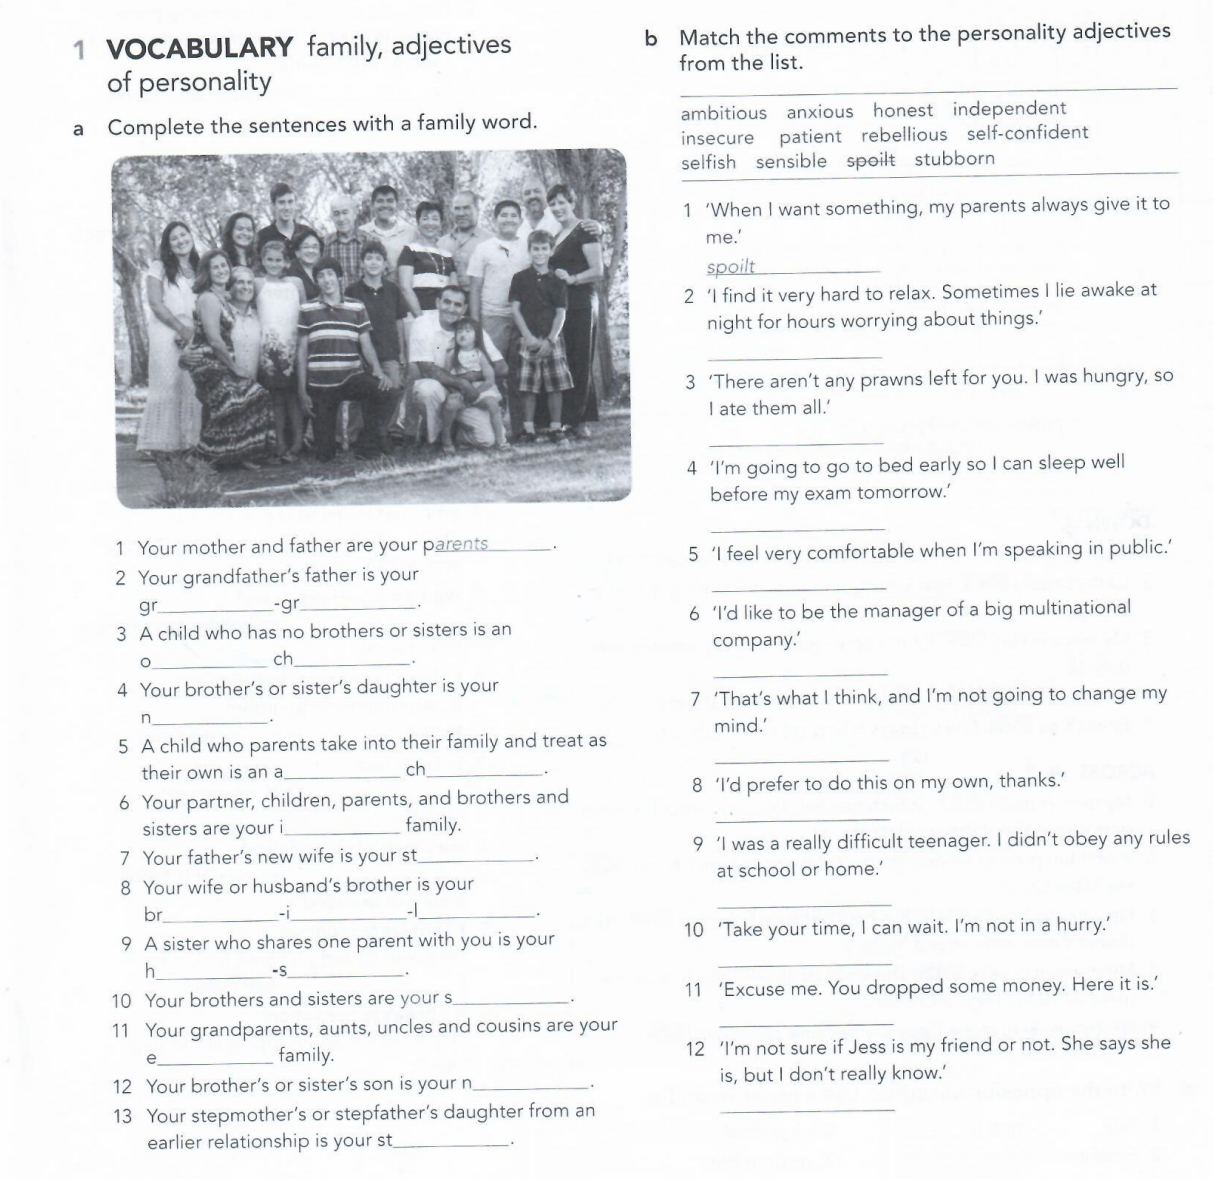 1 VOCABULARY family, adjectives
of personality
a Complete the sentences with a family word.
1 Your mother and father are your parents______.
2 Your grandfather's father is your
gr__________-gr__________.
3 A child who has no brothers or sisters is an
o__________ ch__________.
4 Your brother's or sister's daughter is your
n__________.
5 A child who parents take into their family and treat as
their own is an a__________ ch__________.
6 Your partner, children, parents, and brothers and
sisters are your i__________ family.
7 Your father's new wife is your st__________.
8 Your wife or husband's brother is your
br__________-i__________-l__________.
9 A sister who shares one parent with you is your
h__________-s__________.
10 Your brothers and sisters are your s__________.
11 Your grandparents, aunts, uncles and cousins are your
e__________ family.
12 Your brother's or sister's son is your n__________.
13 Your stepmother's or stepfather's daughter from an
earlier relationship is your st__________.
b Match the comments to the personality adjectives
from the list.
ambitious anxious honest independent
insecure patient rebellious self-confident
selfish sensible spoilt stubborn
1 'When I want something, my parents always give it to
me.'
spoilt__________
2 'I find it very hard to relax. Sometimes I lie awake at
night for hours worrying about things.'
3 'There aren't any prawns left for you. I was hungry, so
I ate them all.'
4 'I'm going to go to bed early so I can sleep well
before my exam tomorrow.'
5 'I feel very comfortable when I'm speaking in public.'
6 'I'd like to be the manager of a big multinational
company.'
7 'That's what I think, and I'm not going to change my
mind.'
8 'I'd prefer to do this on my own, thanks.'
9 'I was a really difficult teenager. I didn't obey any rules
at school or home.'
10 'Take your time, I can wait. I'm not in a hurry.'
11 'Excuse me. You dropped some money. Here it is.'
12 'I'm not sure if Jess is my friend or not. She says she
is, but I don't really know.'